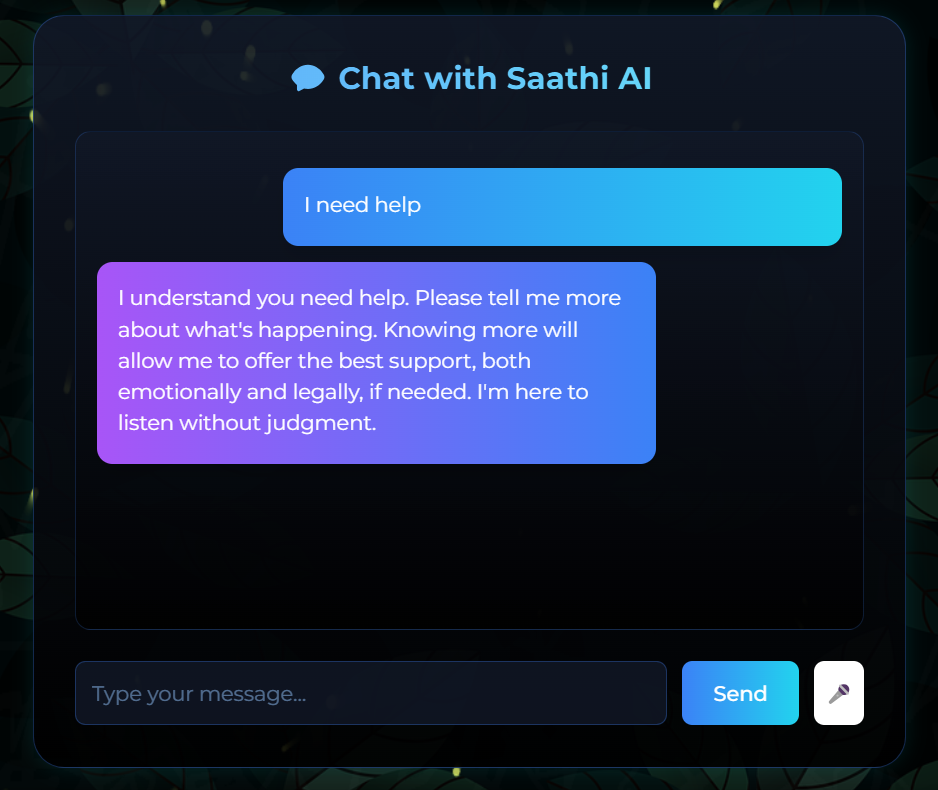 Chat with Saathi AI
I need help
I understand you need help. Please tell me more
about what's happening. Knowing more will
allow me to offer the best support, both
emotionally and legally, if needed. I'm here to
listen without judgment.
Type your message...
Send